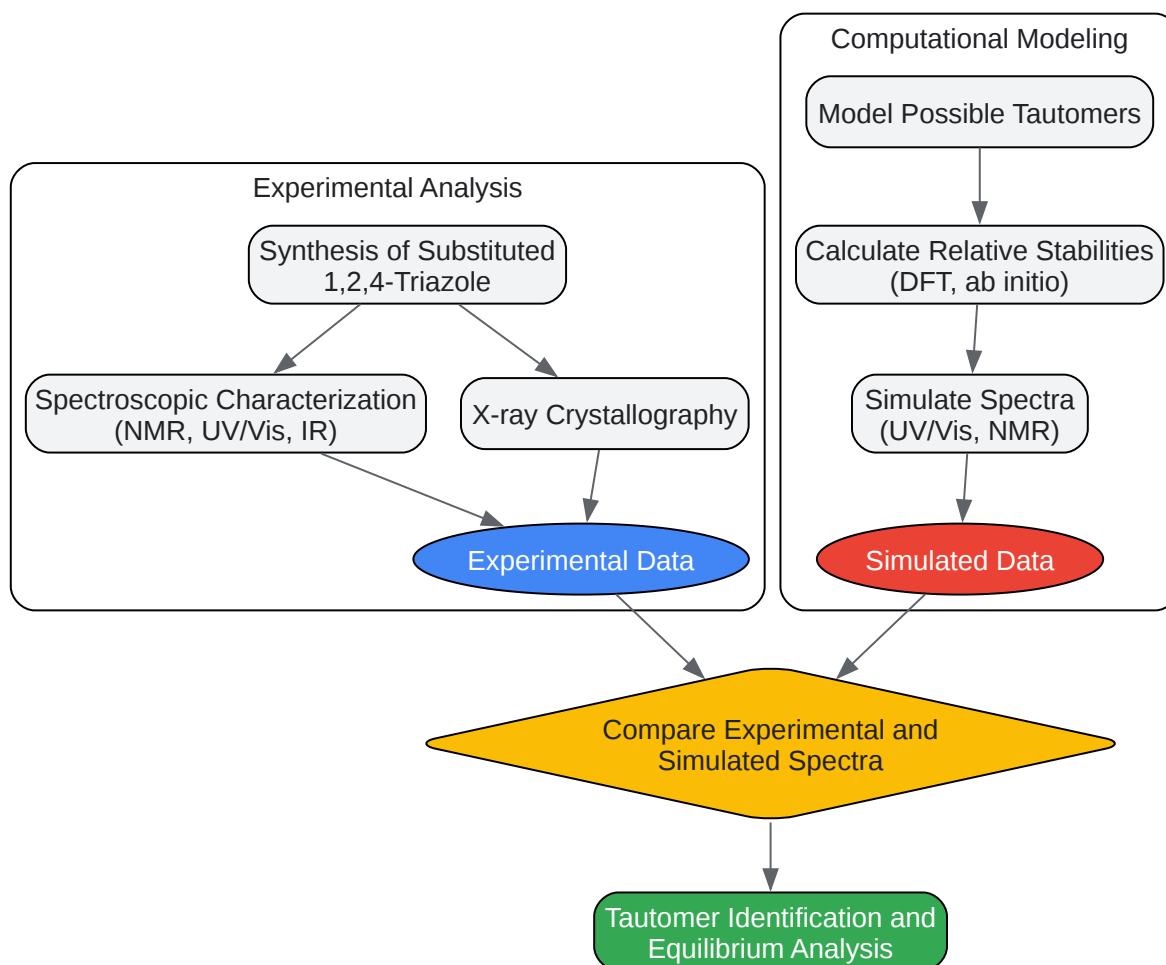 Computational Modeling
Model Possible Tautomers
Calculate Relative Stabilities
(DFT, ab initio)
Simulate Spectra
(UV/Vis, NMR)
Simulated Data
Experimental Analysis
Synthesis of Substituted
1,2,4-Triazole
Spectroscopic Characterization
(NMR, UV/Vis, IR)
X-ray Crystallography
Experimental Data
Compare Experimental and
Simulated Spectra
Tautomer Identification and
Equilibrium Analysis